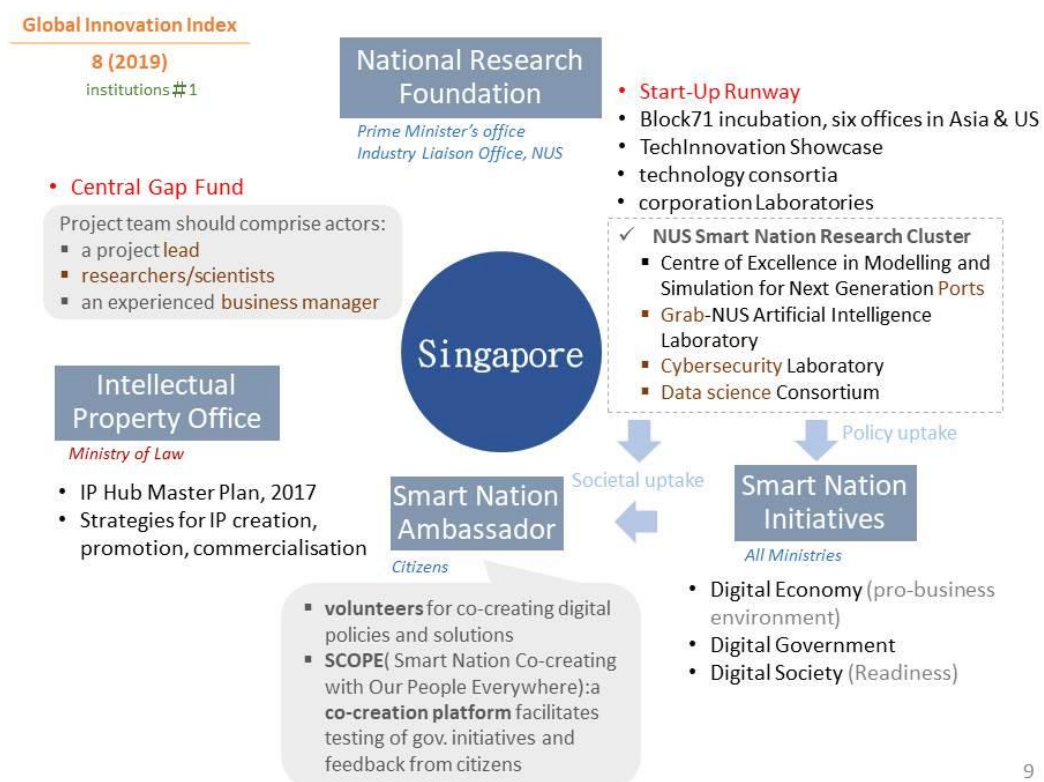 Global Innovation Index
8 (2019)
institutions #1
National Research
Foundation
Prime Minister's office
Industry Liaison Office, NUS
• Start-Up Runway
• Block71 incubation, six offices in Asia & US
• TechInnovation Showcase
• technology consortia
• corporation Laboratories
✓ NUS Smart Nation Research Cluster
▪ Centre of Excellence in Modelling and
Simulation for Next Generation Ports
▪ Grab-NUS Artificial Intelligence
Laboratory
▪ Cybersecurity Laboratory
▪ Data science Consortium
• Central Gap Fund
Project team should comprise actors:
▪ a project lead
▪ researchers/scientists
▪ an experienced business manager
Singapore
Intellectual
Property Office
Ministry of Law
• IP Hub Master Plan, 2017
• Strategies for IP creation,
promotion, commercialisation
Policy uptake
Societal uptake
Smart Nation
Ambassador
Citizens
Smart Nation
Initiatives
All Ministries
▪ volunteers for co-creating digital
policies and solutions
▪ SCOPE( Smart Nation Co-creating
with Our People Everywhere):a
co-creation platform facilitates
testing of gov. initiatives and
feedback from citizens
• Digital Economy (pro-business
environment)
• Digital Government
• Digital Society (Readiness)
9